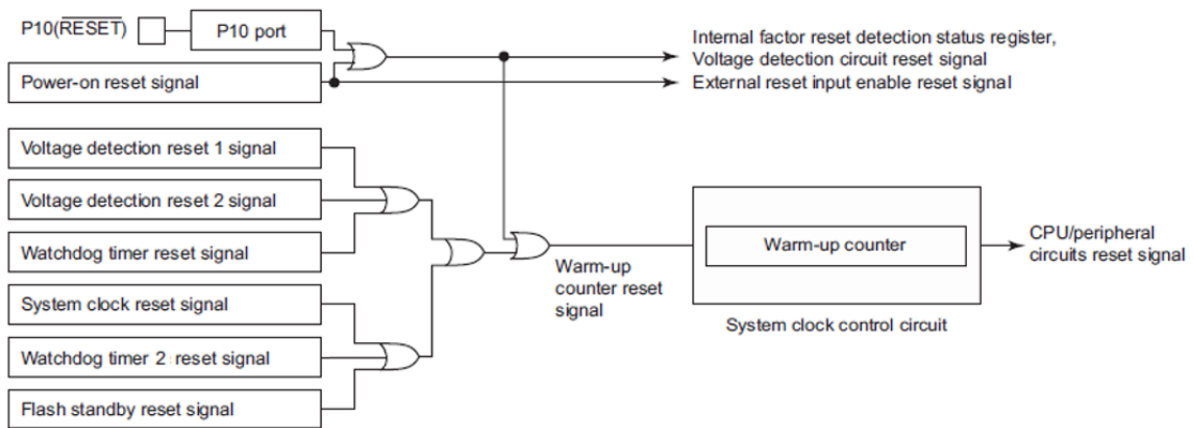 P10(RESET)
P10 port
Internal factor reset detection status register,
Voltage detection circuit reset signal
Power-on reset signal
External reset input enable reset signal
Voltage detection reset 1 signal
Voltage detection reset 2 signal
Watchdog timer reset signal
System clock reset signal
Watchdog timer 2 reset signal
Flash standby reset signal
Warm-up
counter reset
signal
Warm-up counter
System clock control circuit
CPU/peripheral
circuits reset signal